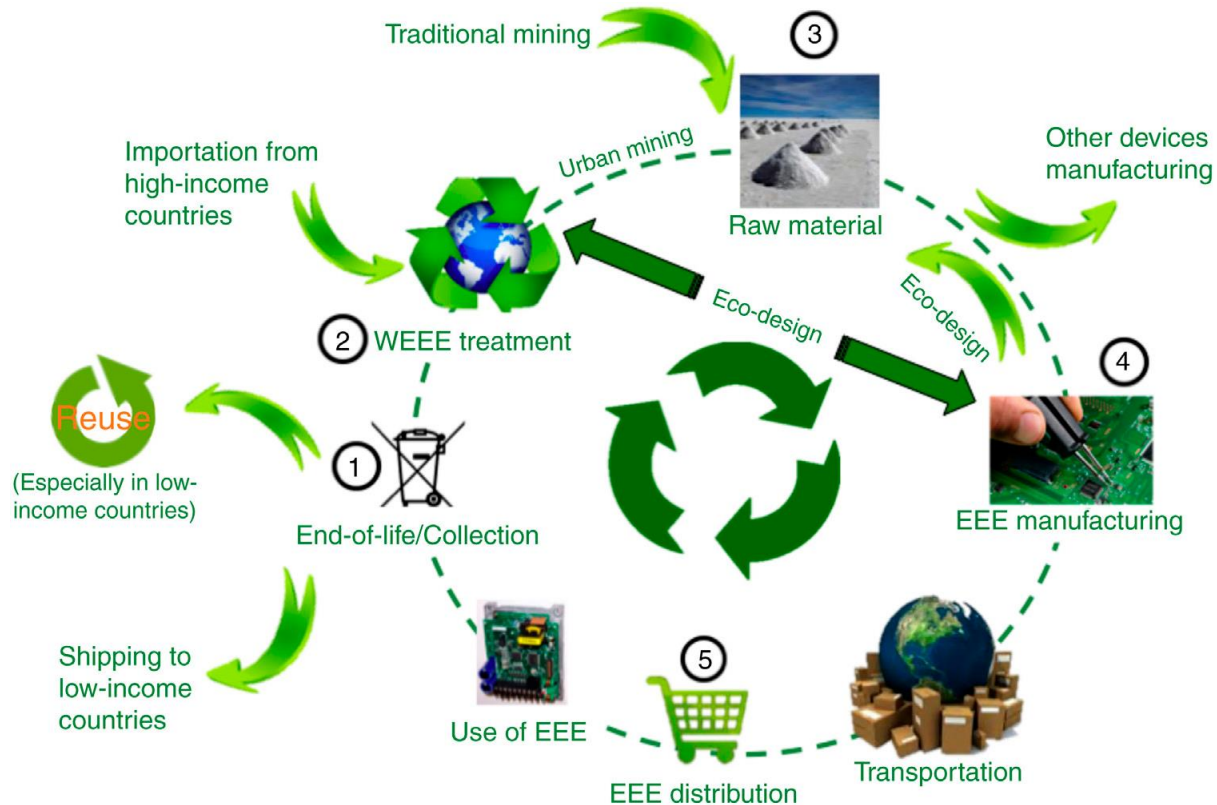 Traditional mining
3
Importation from
high-income
countries
Urban mining
Other devices
manufacturing
Raw material
Eco-design
Eco-design
2
WEEE treatment
4
Reuse
(Especially in low-
income countries)
1
End-of-life/Collection
EEE manufacturing
Shipping to
low-income
countries
Use of EEE
5
EEE distribution
Transportation